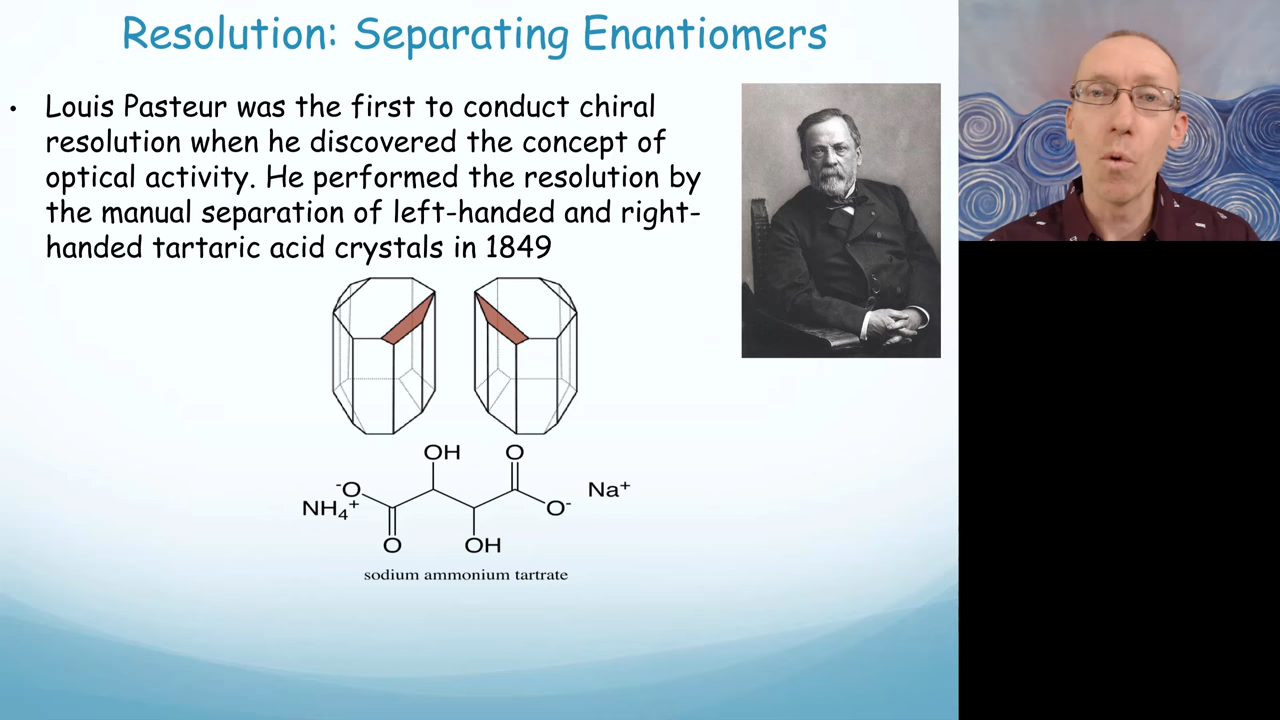 Resolution: Separating Enantiomers
• Louis Pasteur was the first to conduct chiral
resolution when he discovered the concept of
optical activity. He performed the resolution by
the manual separation of left-handed and right-
handed tartaric acid crystals in 1849
OH O
-O Na+
NH4+ O-
O OH
sodium ammonium tartrate